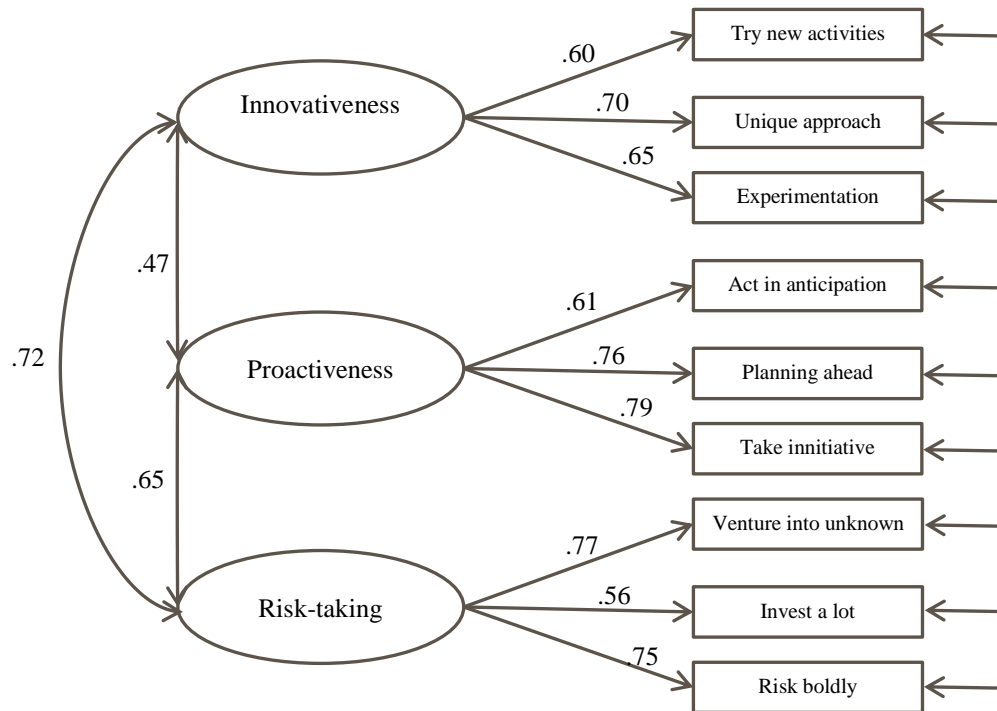 Try new activities
.60
Innovativeness
.70
Unique approach
.65
Experimentation
.47
Act in anticipation
.61
.72
Proactiveness
.76
Planning ahead
.79
Take innitiative
.65
Venture into unknown
.77
Risk-taking
.56
Invest a lot
.75
Risk boldly